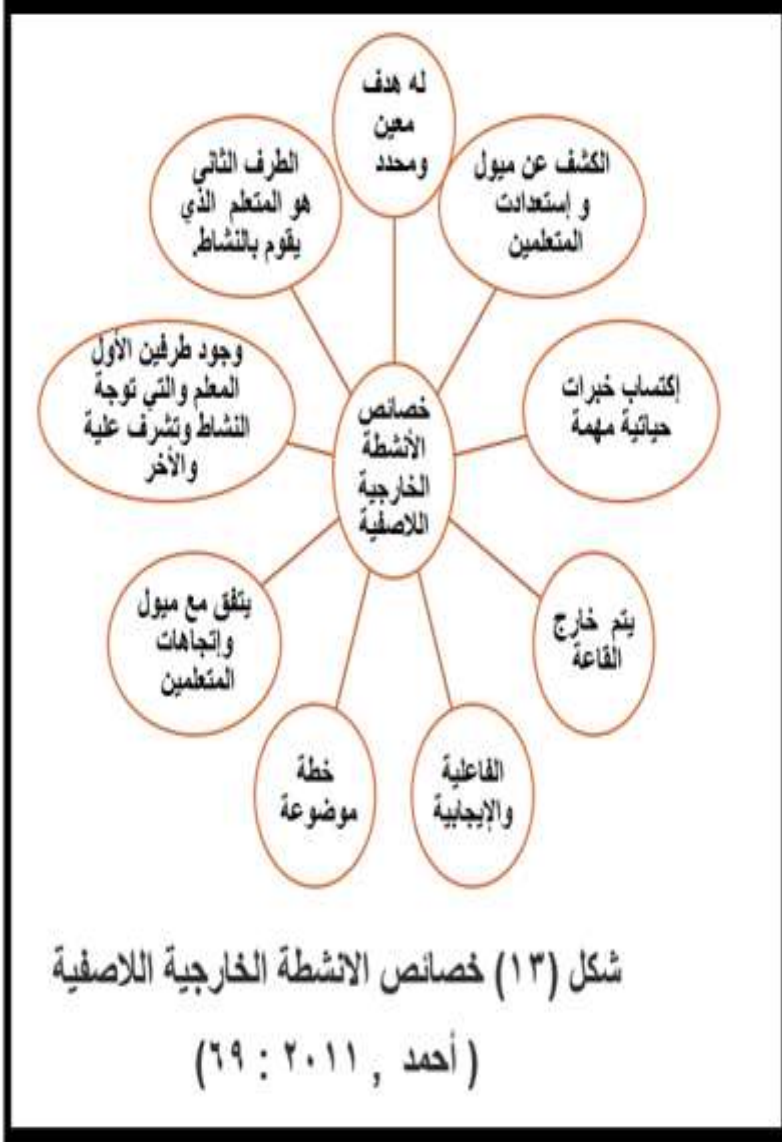 له هدف
معين
ومحدد
الكشف عن ميول
و إستعدادت
المتعلمين
إكتساب خبرات
حياتية مهمة
يتم خارج
القاعة
الفاعلية
والإيجابية
خطة
موضوعة
يتفق مع ميول
وإتجاهات
المتعلمين
وجود طرفين الأول
المعلم والتي توجة
النشاط وتشرف علية
والأخر
الطرف الثاني
هو المتعلم الذي
يقوم بالنشاط.
خصائص
الأنشطة
الخارجية
اللاصفية
شكل (١٣) خصائص الانشطة الخارجية اللاصفية
( أحمد , ٢٠١١ : ٦٩)